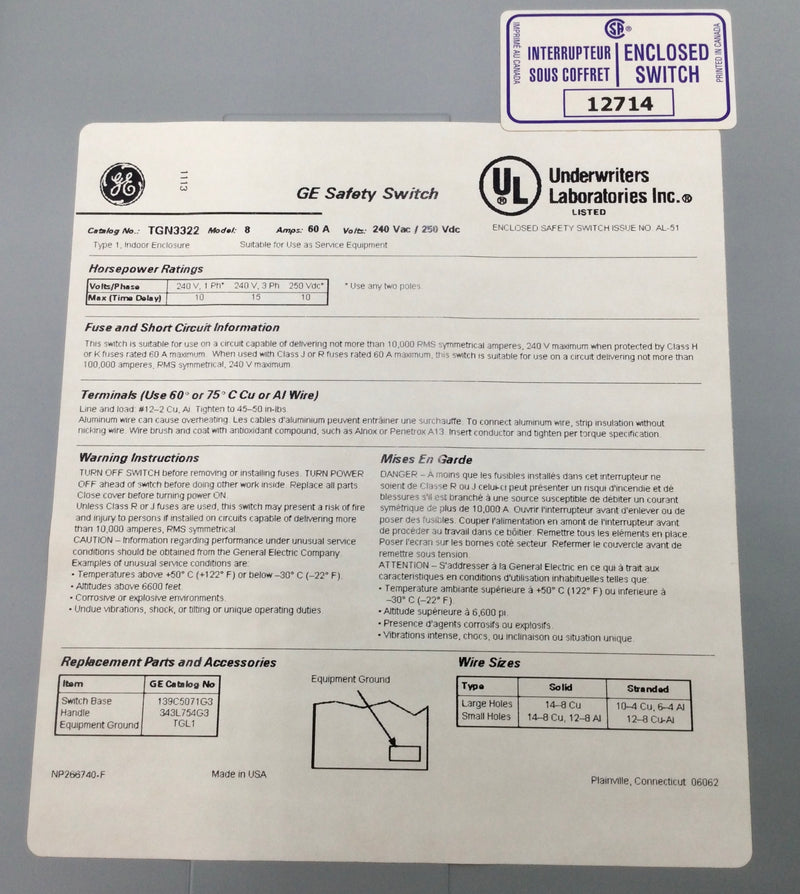 SA ®
IMPRIMÉ AU CANADA
INTERRUPTEUR
SOUS COFFRET
ENCLOSED
SWITCH
PRINTED IN CANADA
12714
GE
1113
GE Safety Switch
UL ®
Underwriters
Laboratories Inc.®
LISTED
ENCLOSED SAFETY SWITCH ISSUE NO. AL-51
Catalog No.: TGN3322 Model: 8 Amps: 60 A Volts: 240 Vac / 250 Vdc
Type 1, Indoor Enclosure Suitable for Use as Service Equipment
Horsepower Ratings
Volts/Phase 240 V, 1 Ph* 240 V, 3 Ph 250 Vdc*
Max (Time Delay) 10 15 10
* Use any two poles
Fuse and Short Circuit Information
This switch is suitable for use on a circuit capable of delivering not more than 10,000 RMS symmetrical amperes, 240 V maximum when protected by Class H
or K fuses rated 60 A maximum. When used with Class J or R fuses rated 60 A maximum, this switch is suitable for use on a circuit delivering not more than
100,000 amperes, RMS symmetrical, 240 V maximum
Terminals (Use 60° or 75° C Cu or Al Wire)
Line and load: #12–2 Cu, Al. Tighten to 45–50 in-lbs.
Aluminum wire can cause overheating. Les cables d'aluminium peuvent entraîner une surchauffe. To connect aluminum wire, strip insulation without
nicking wire. Wire brush and coat with antioxidant compound, such as Alnox or Penetrox A13. Insert conductor and tighten per torque specification.
Warning Instructions
TURN OFF SWITCH before removing or installing fuses. TURN POWER
OFF ahead of switch before doing other work inside. Replace all parts
Close cover before turning power ON.
Unless Class R or J fuses are used, this switch may present a risk of fire
and injury to persons if installed on circuits capable of delivering more
than 10,000 amperes, RMS symmetrical.
CAUTION – Information regarding performance under unusual service
conditions should be obtained from the General Electric Company
Examples of unusual service conditions are:
• Temperatures above +50° C (+122° F) or below –30° C (–22° F).
• Altitudes above 6600 feet.
• Corrosive or explosive environments.
• Undue vibrations, shock, or tilting or unique operating duties.
Mises En Garde
DANGER – A moins que les fusibles installés dans cet interrupteur ne
soient de Classe R ou J celui-ci peut présenter un risqui d'incendie et dé
blessures s'il est branché à une source susceptible de débiter un courant
symétrique de plus de 10,000 A. Ouvrir l'interrupteur avant d'enlever ou de
poser des fusibles. Couper l'alimentation en amont de l'interrupteur avant
de procéder au travail dans ce bôitier. Remettre tous les eléments en place.
Poser l'ecran sur les bornes coté secteur. Refermer le couvercle avant de
remettre sous tension.
ATTENTION – S'addresser à la General Electric en ce qui à trait aux
caractéristiques en conditions d'utilisation inhabituelles telles que:
• Temperature ambiante supérieure à +50° C (122° F) ou inferieure à
–30° C (–22° F)
• Altitude supérieure à 6,600 pi.
• Presence d'agents corrosifs ou explosifs.
• Vibrations intense, chocs, ou inclinaison ou situation unique.
Replacement Parts and Accessories
Item GE Catalog No
Switch Base 139C5071G3
Handle 343L754G3
Equipment Ground TGL1
Equipment Ground
Wire Sizes
Type Solid Stranded
Large Holes 14–8 Cu 10–4 Cu, 6–4 Al
Small Holes 14–8 Cu, 12–8 Al 12–8 Cu-Al
NP266740-F Made in USA
Plainville, Connecticut 06062